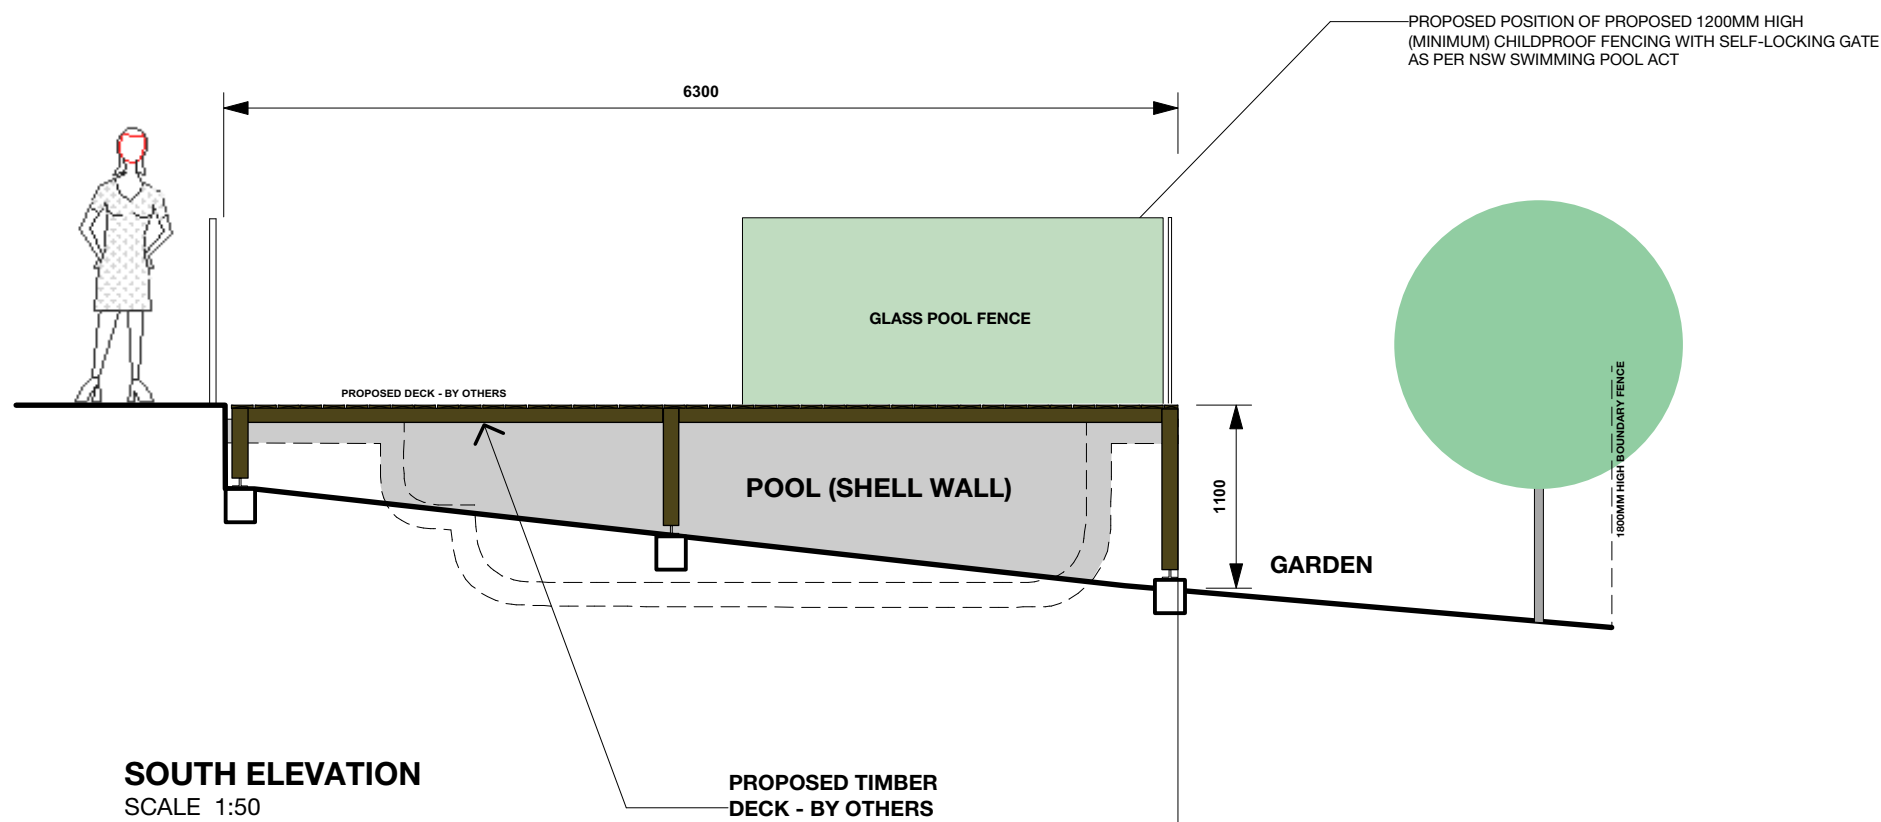 PROPOSED POSITION OF PROPOSED 1200MM HIGH
(MINIMUM) CHILDPROOF FENCING WITH SELF-LOCKING GATE
AS PER NSW SWIMMING POOL ACT
6300
GLASS POOL FENCE
PROPOSED DECK - BY OTHERS
1800MM HIGH BOUNDARY FENCE
POOL (SHELL WALL)
1100
GARDEN
SOUTH ELEVATION
SCALE 1:50
PROPOSED TIMBER
DECK - BY OTHERS